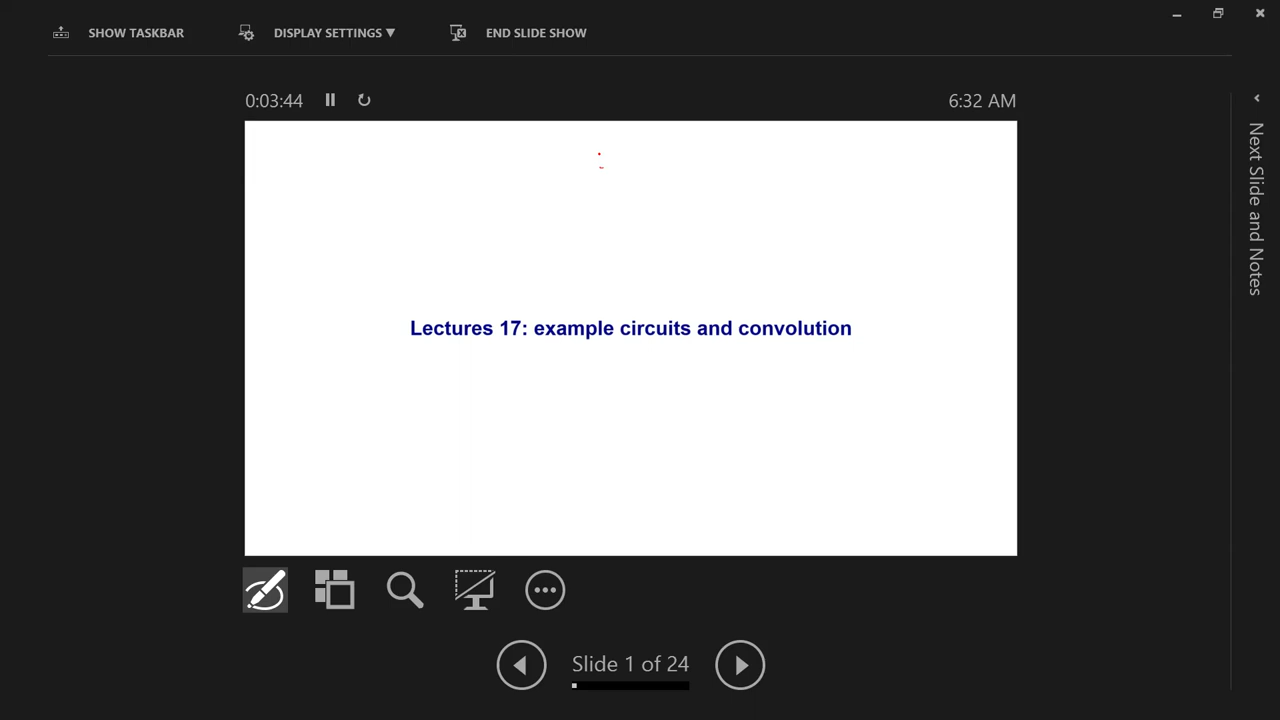 SHOW TASKBAR
DISPLAY SETTINGS ▼
END SLIDE SHOW
0:03:44
6:32 AM
Lectures 17: example circuits and convolution
Slide 1 of 24
Next Slide and Notes